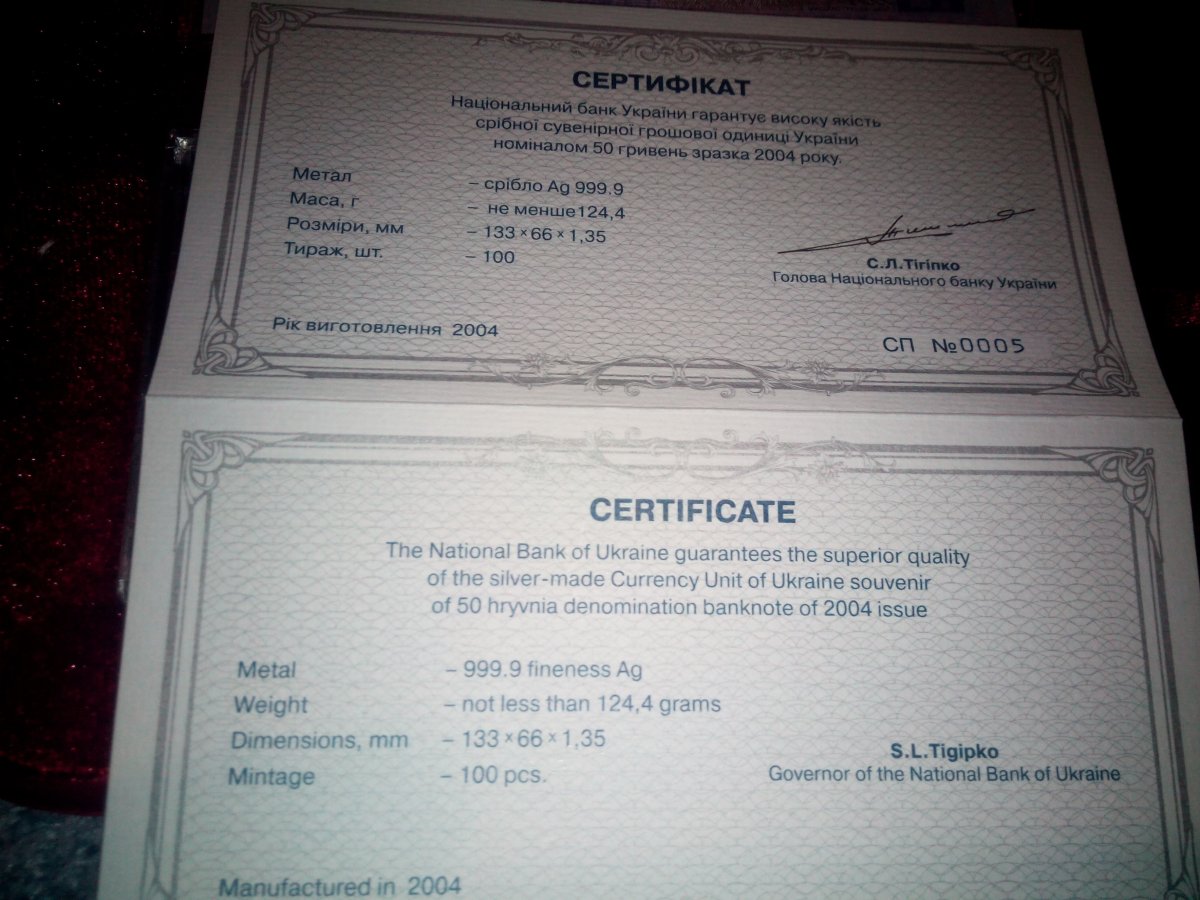 СЕРТИФІКАТ
Національний банк України гарантує високу якість
срібної сувенірної грошової одиниці України
номіналом 50 гривень зразка 2004 року.
Метал – срібло Ag 999.9
Маса, г – не менше124,4
Розміри, мм – 133 × 66 × 1,35
Тираж, шт. – 100
С.Л.Тігіпко
Голова Національного банку України
Рік виготовлення 2004
СП №0005
CERTIFICATE
The National Bank of Ukraine guarantees the superior quality
of the silver-made Currency Unit of Ukraine souvenir
of 50 hryvnia denomination banknote of 2004 issue
Metal – 999.9 fineness Ag
Weight – not less than 124,4 grams
Dimensions, mm – 133 × 66 × 1,35
Mintage – 100 pcs.
S.L.Tigipko
Governor of the National Bank of Ukraine
Manufactured in 2004